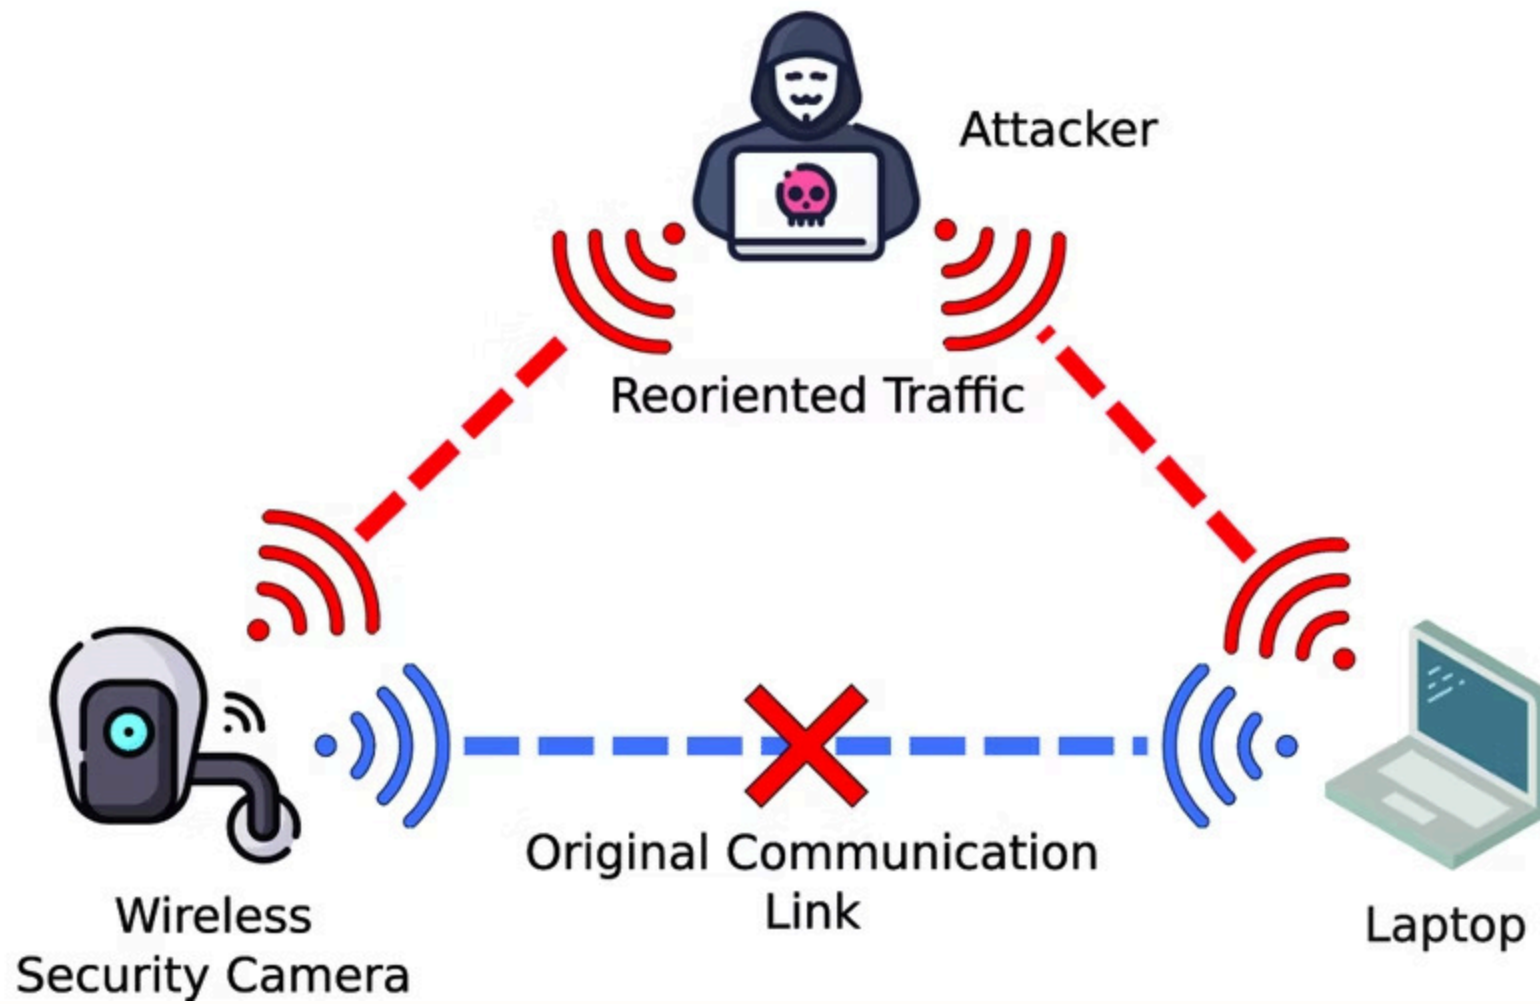 Attacker
Reoriented Traffic
Original Communication
Link
Wireless
Security Camera
Laptop